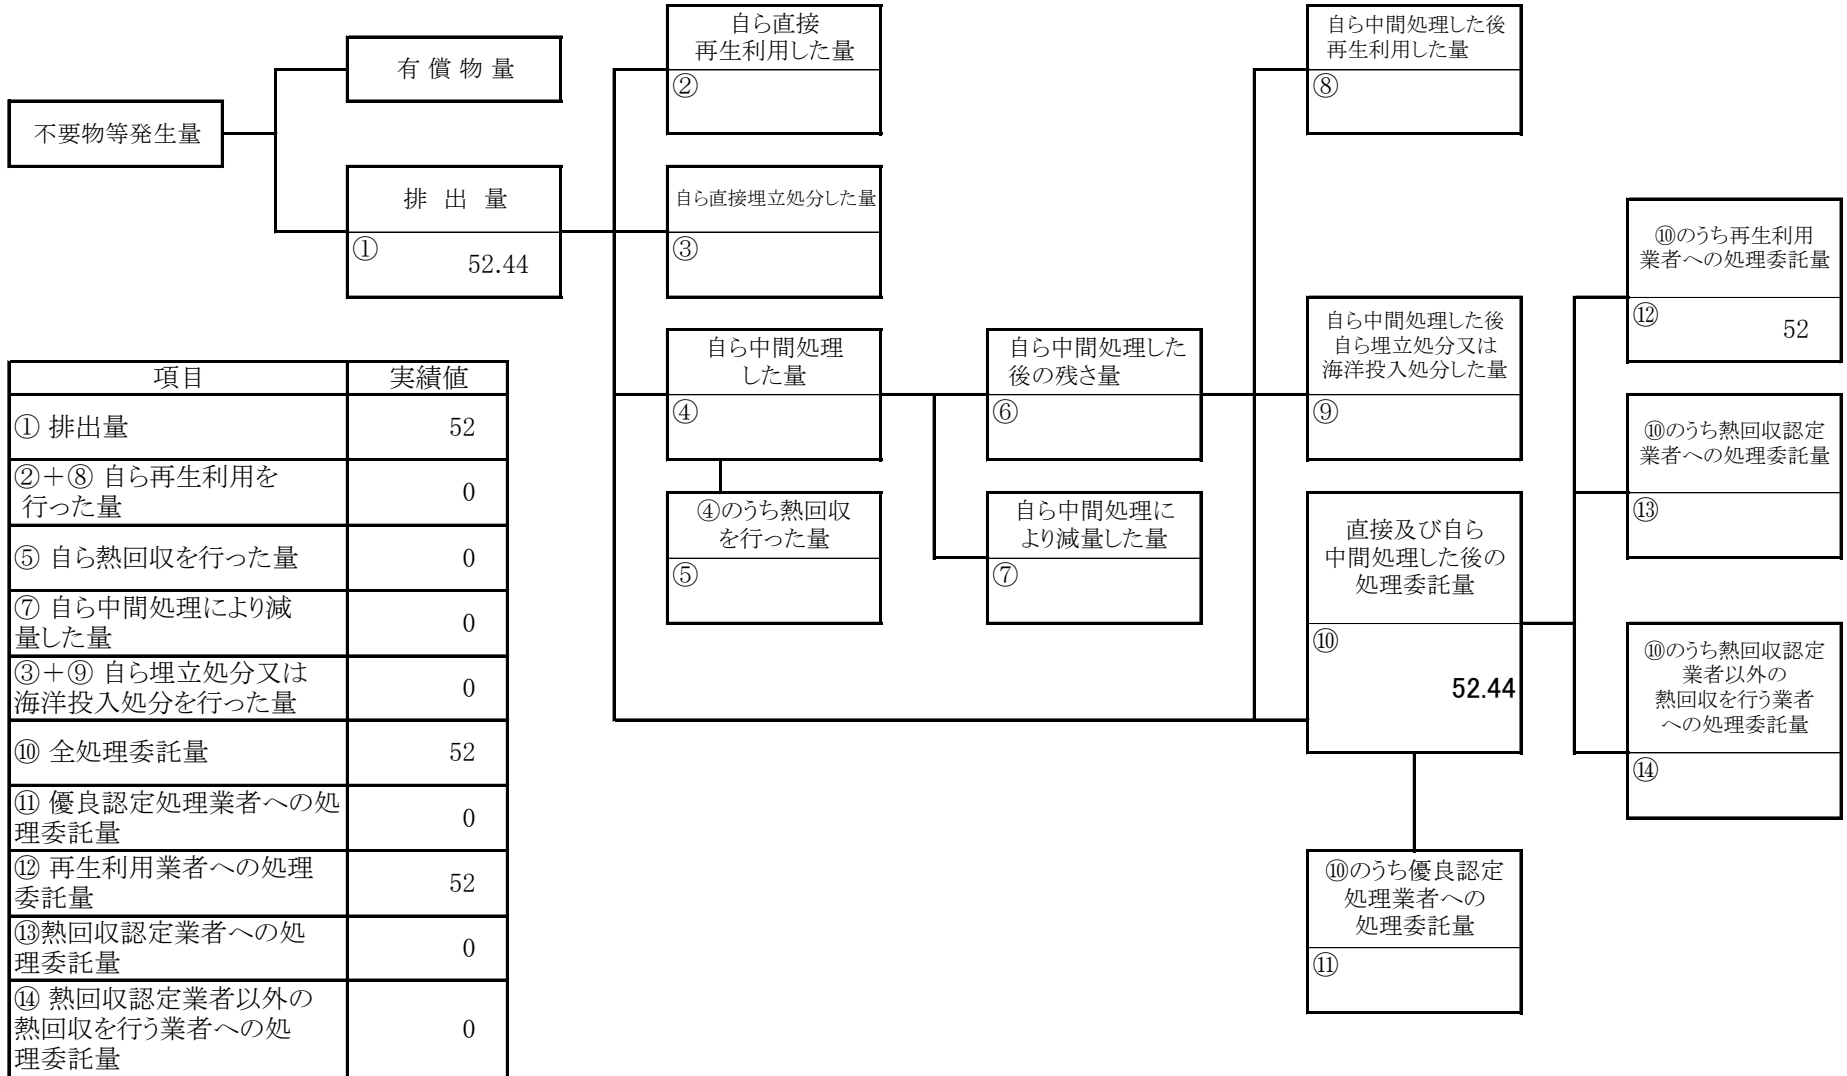 不要物等発生量
有 償 物 量
排 出 量
①
52.44
自ら直接
再生利用した量
②
自ら直接埋立処分した量
③
自ら中間処理
した量
④
④のうち熱回収
を行った量
⑤
自ら中間処理した
後の残さ量
⑥
自ら中間処理に
より減量した量
⑦
自ら中間処理した後
再生利用した量
⑧
自ら中間処理した後
自ら埋立処分又は
海洋投入処分した量
⑨
直接及び自ら
中間処理した後の
処理委託量
⑩
52.44
⑩のうち優良認定
処理業者への
処理委託量
⑪
⑩のうち再生利用
業者への処理委託量
⑫
52
⑩のうち熱回収認定
業者への処理委託量
⑬
⑩のうち熱回収認定
業者以外の
熱回収を行う業者
への処理委託量
⑭
項目 実績値
① 排出量 52
②＋⑧ 自ら再生利用を
行った量 0
⑤ 自ら熱回収を行った量 0
⑦ 自ら中間処理により減
量した量 0
③＋⑨ 自ら埋立処分又は
海洋投入処分を行った量 0
⑩ 全処理委託量 52
⑪ 優良認定処理業者への処
理委託量 0
⑫ 再生利用業者への処理
委託量 52
⑬熱回収認定業者への処
理委託量 0
⑭ 熱回収認定業者以外の
熱回収を行う業者への処
理委託量 0